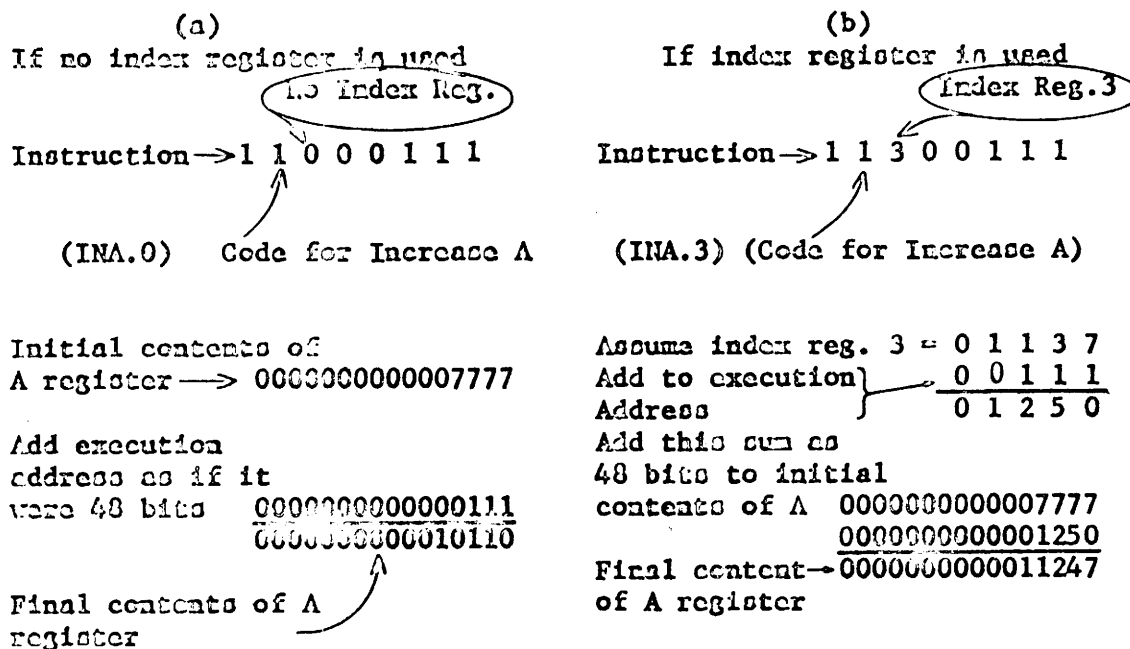 (a)
If no index register is used
No Index Reg.
Instruction→1 1 0 0 0 1 1 1
(INA.0) Code for Increase A
Initial contents of
A register → 0000000000007777
Add execution
address as if it
were 48 bits 0000000000000111
0000000000010110
Final contents of A
register
(b)
If index register is used
Index Reg.3
Instruction→1 1 3 0 0 1 1 1
(INA.3) (Code for Increase A)
Assume index reg. 3 = 0 1 1 3 7
Add to execution} 0 0 1 1 1
Address 0 1 2 5 0
Add this sum as
48 bits to initial
contents of A 0000000000007777
0000000000001250
Final content→0000000000011247
of A register